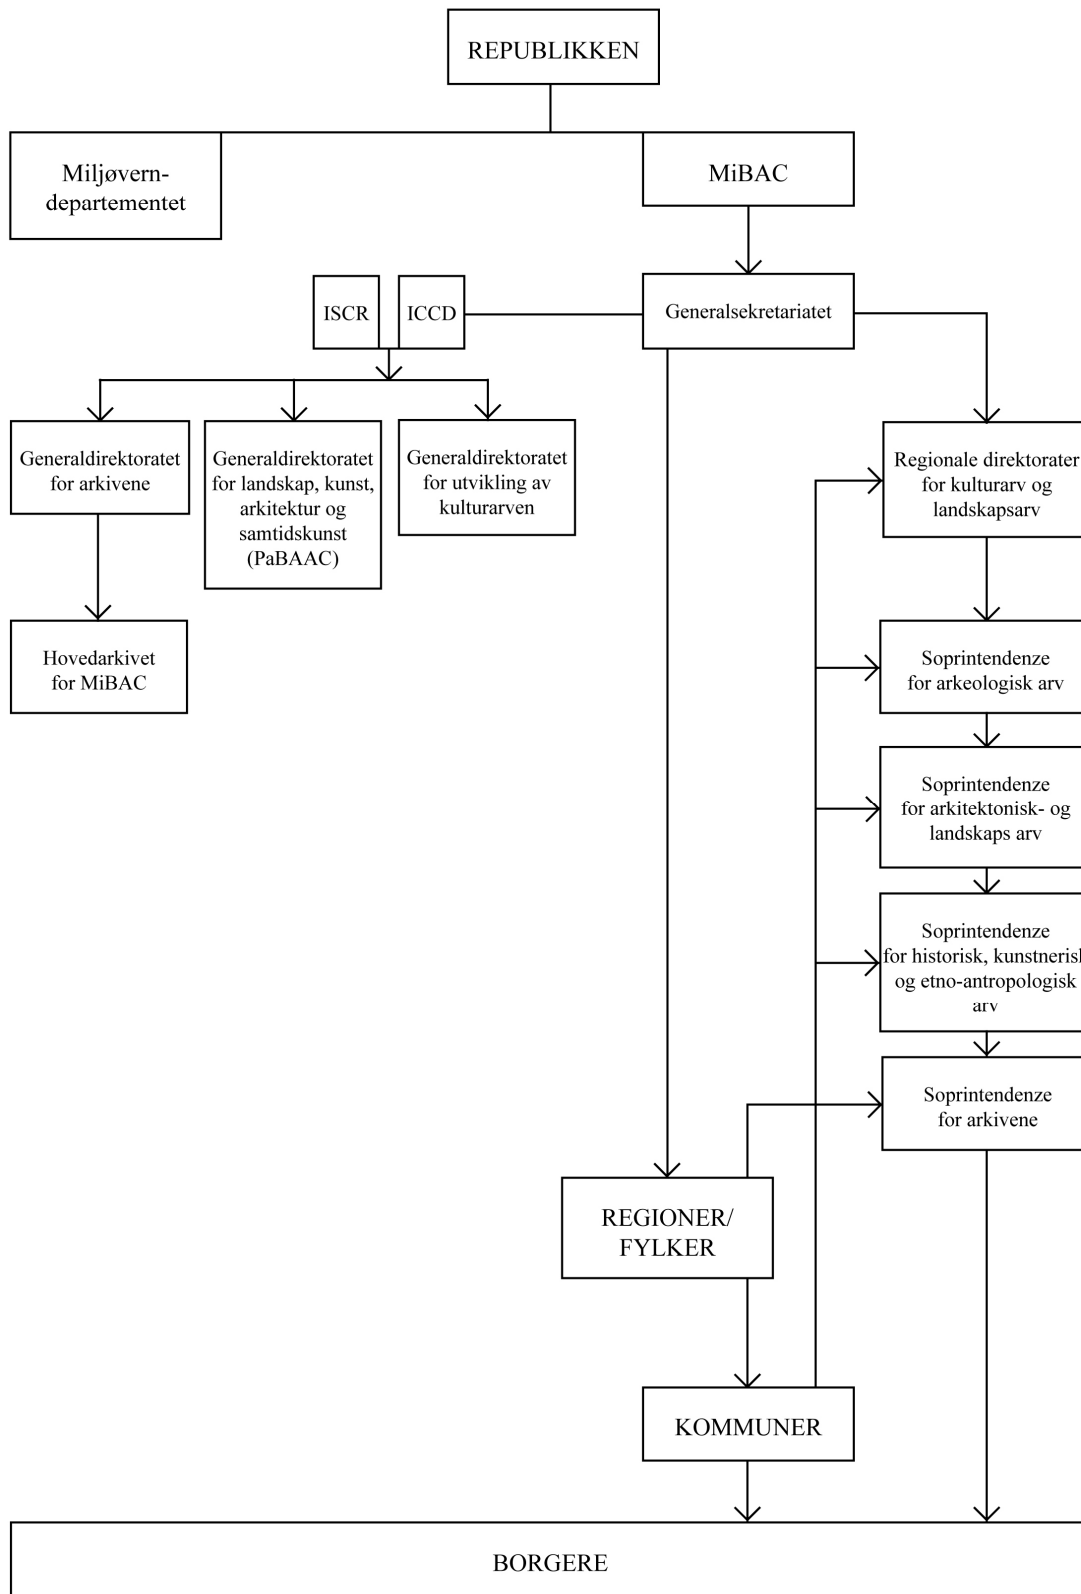 REPUBLIKKEN
Miljøvern-
departementet
MiBAC
ISCR
ICCD
Generalsekretariatet
Generaldirektoratet
for arkivene
Generaldirektoratet
for landskap, kunst,
arkitektur og
samtidskunst
(PaBAAC)
Generaldirektoratet
for utvikling av
kulturarven
Regionale direktorater
for kulturarv og
landskapsarv
Hovedarkivet
for MiBAC
Soprintendenze
for arkeologisk arv
Soprintendenze
for arkitektonisk- og
landskaps arv
Soprintendenze
for historisk, kunstnerisk
og etno-antropologisk
arv
Soprintendenze
for arkivene
REGIONER/
FYLKER
KOMMUNER
BORGERE